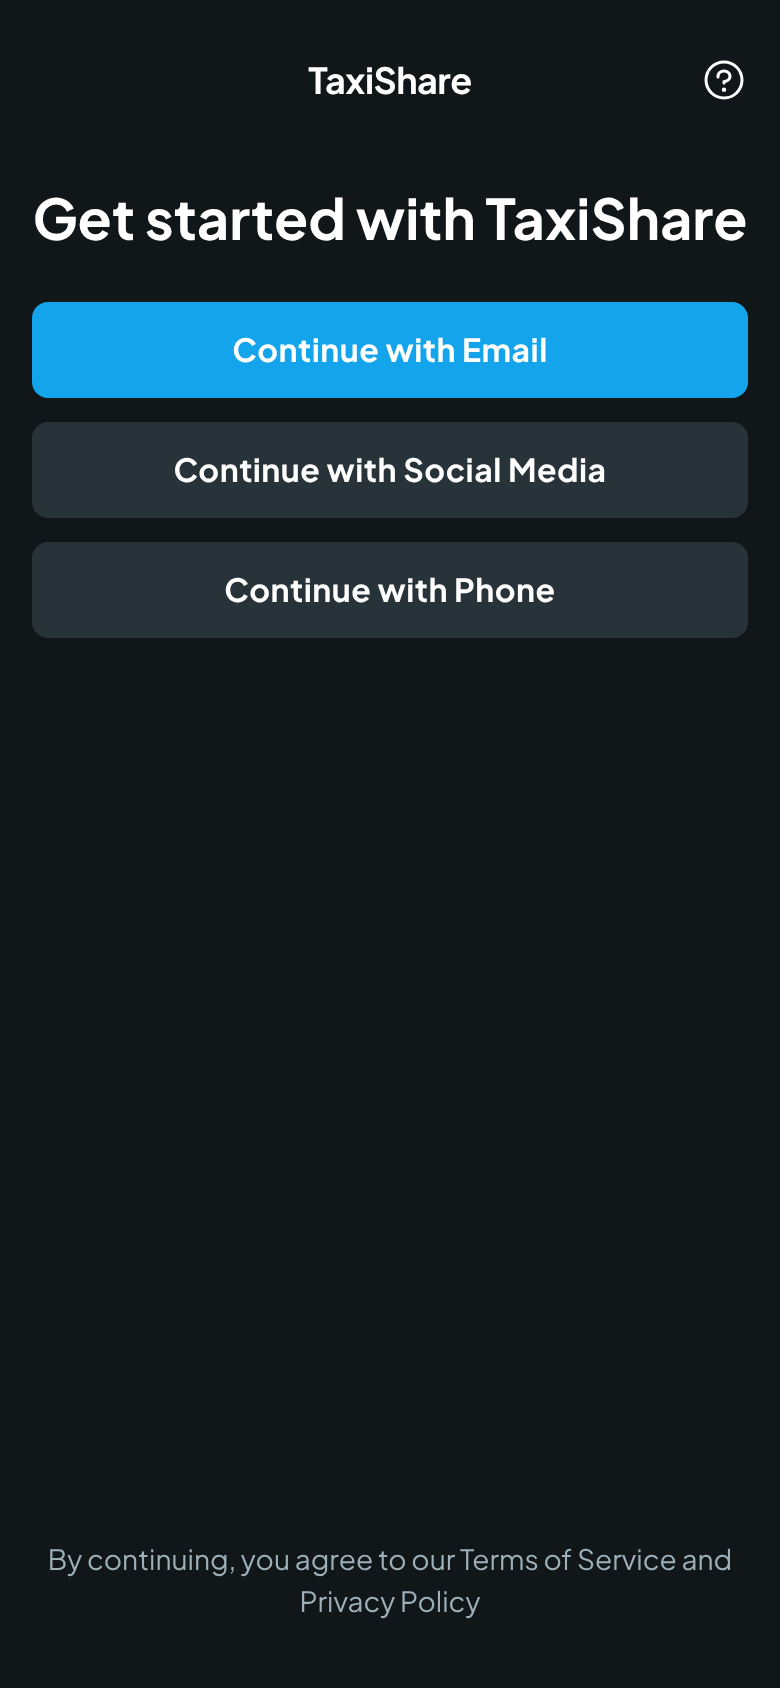 TaxiShare
Get started with TaxiShare
Continue with Email
Continue with Social Media
Continue with Phone
By continuing, you agree to our Terms of Service and
Privacy Policy